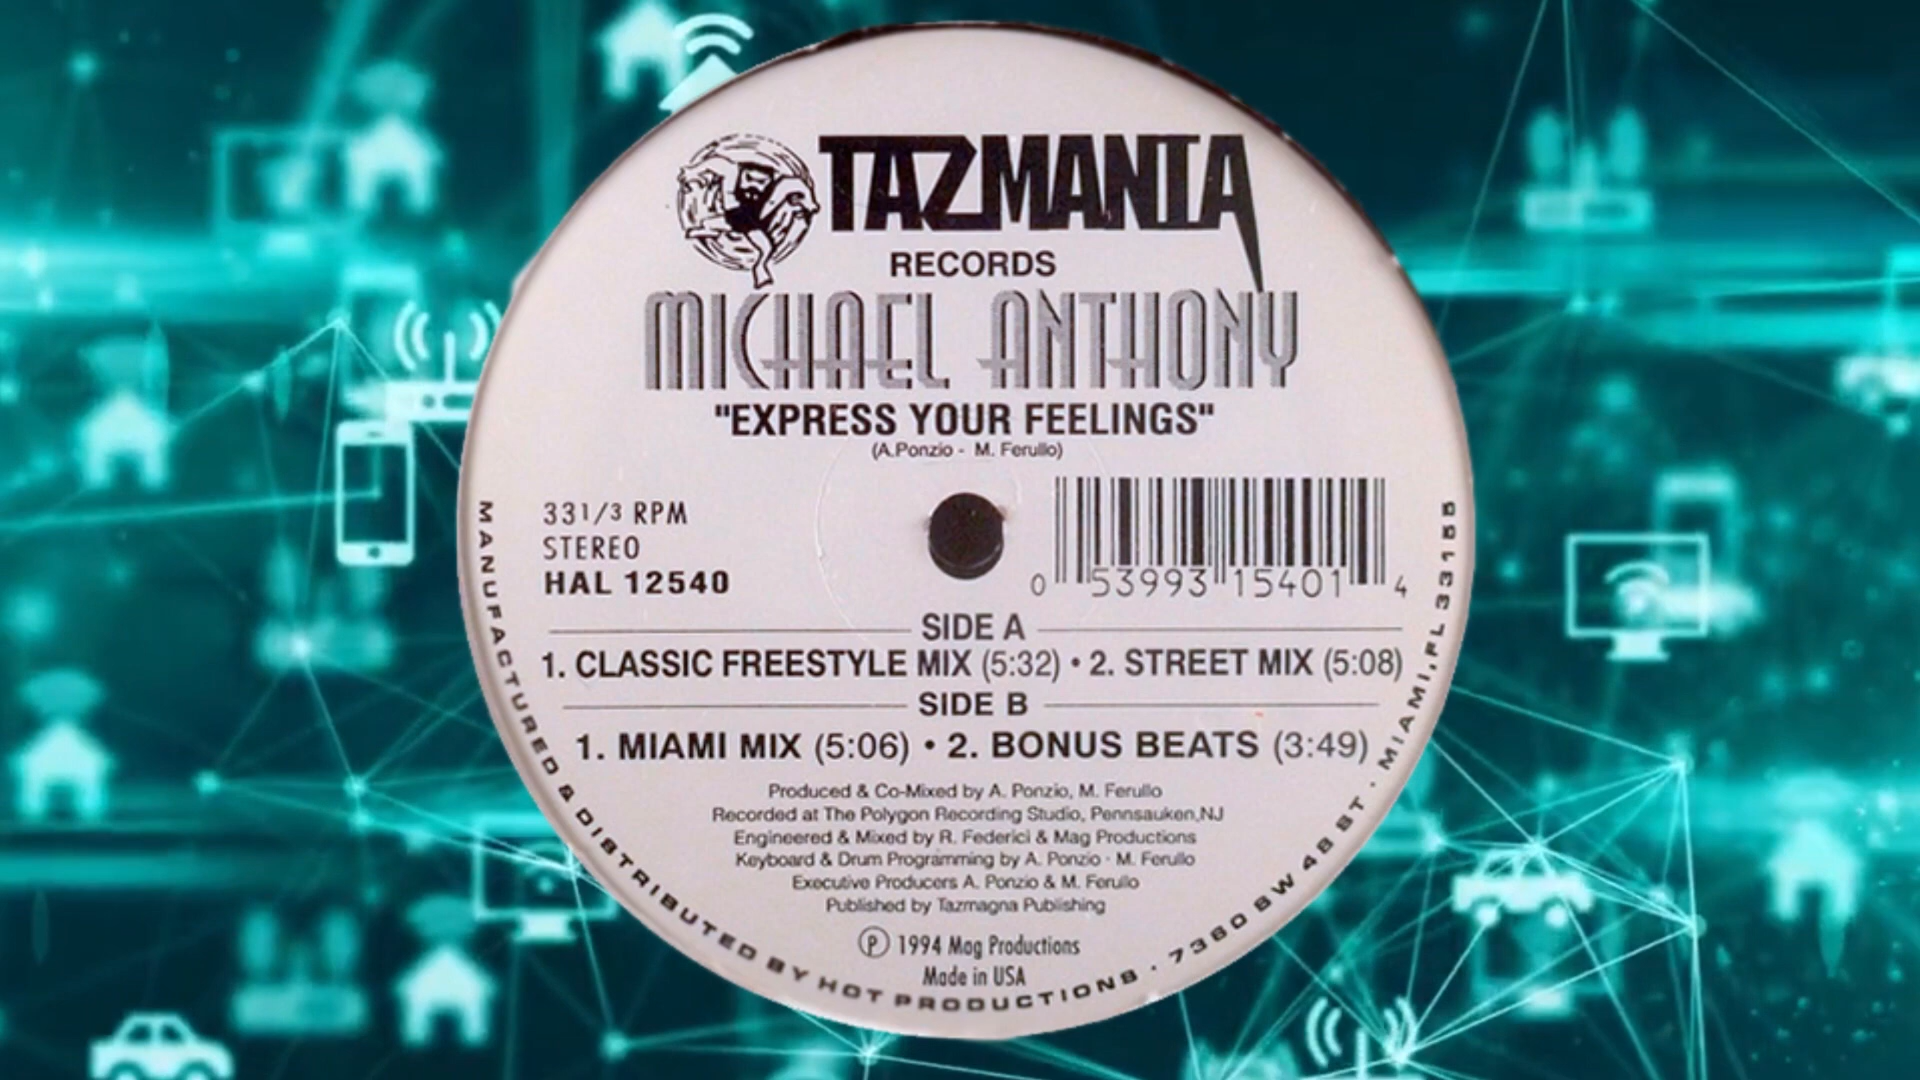 TAZMANIA
RECORDS
MICHAEL ANTHONY
"EXPRESS YOUR FEELINGS"
(A.Ponzio - M. Ferullo)
33 1/3 RPM
STEREO
HAL 12540
0 53993 15401 4
SIDE A
1. CLASSIC FREESTYLE MIX (5:32) • 2. STREET MIX (5:08)
SIDE B
1. MIAMI MIX (5:06) • 2. BONUS BEATS (3:49)
Produced & Co-Mixed by A. Ponzio, M. Ferullo
Recorded at The Polygon Recording Studio, Pennsauken,NJ
Engineered & Mixed by R. Federici & Mag Productions
Keyboard & Drum Programming by A. Ponzio · M. Ferullo
Executive Producers A. Ponzio & M. Ferullo
Published by Tazmagna Publishing
Ⓟ 1994 Mag Productions
Made in USA
MANUFACTURED & DISTRIBUTED BY HOT PRODUCTIONS · 7360 SW 48 ST · MIAMI, FL 33155